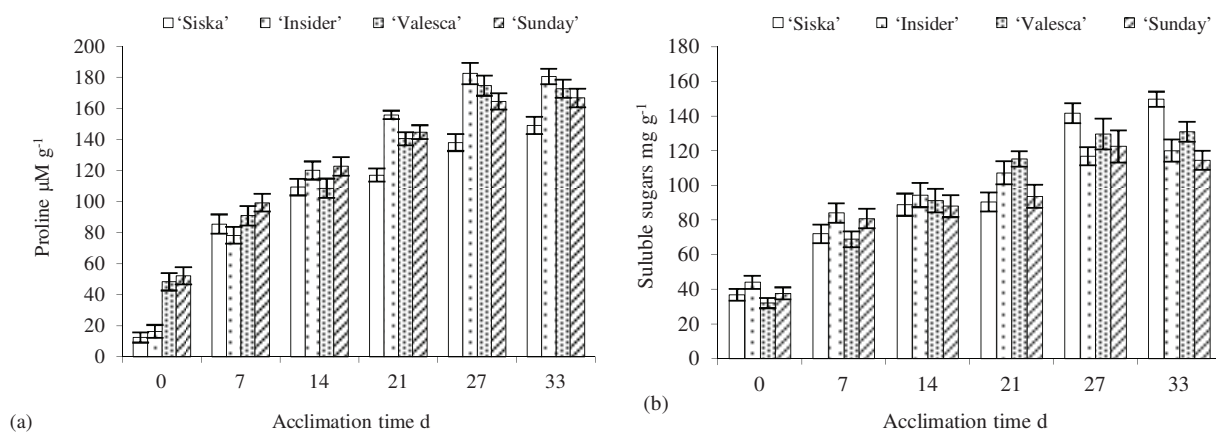 ‘Siska’ ‘Insider’ ‘Valesca’ ‘Sunday’
200
180
160
140
120
100
80
60
40
20
0
Proline µM g-1
0 7 14 21 27 33
Acclimation time d
(a)
‘Siska’ ‘Insider’ ‘Valesca’ ‘Sunday’
180
160
140
120
100
80
60
40
20
0
Suluble sugars mg g-1
0 7 14 21 27 33
Acclimation time d
(b)